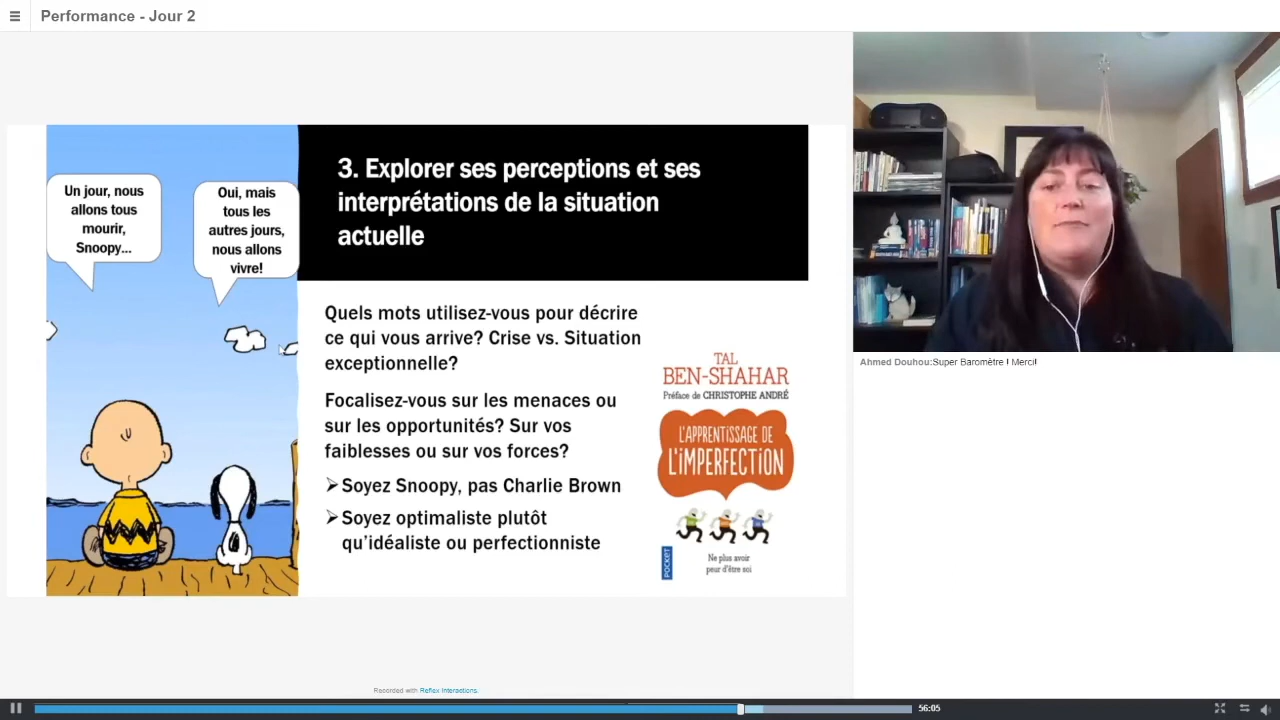 Performance - Jour 2
Un jour, nous
allons tous
mourir,
Snoopy...
Oui, mais
tous les
autres jours,
nous allons
vivre!
3. Explorer ses perceptions et ses
interprétations de la situation
actuelle
Quels mots utilisez-vous pour décrire
ce qui vous arrive? Crise vs. Situation
exceptionnelle?
Focalisez-vous sur les menaces ou
sur les opportunités? Sur vos
faiblesses ou sur vos forces?
➢Soyez Snoopy, pas Charlie Brown
➢Soyez optimaliste plutôt
qu'idéaliste ou perfectionniste
TAL
BEN-SHAHAR
Préface de CHRISTOPHE ANDRÉ
L'APPRENTISSAGE DE
L'IMPERFECTION
POCKET
Ne plus avoir
peur d'être soi
Ahmed Douhou:Super Baromètre ! Merci!
Recorded with Reflex Interactions.
56:05